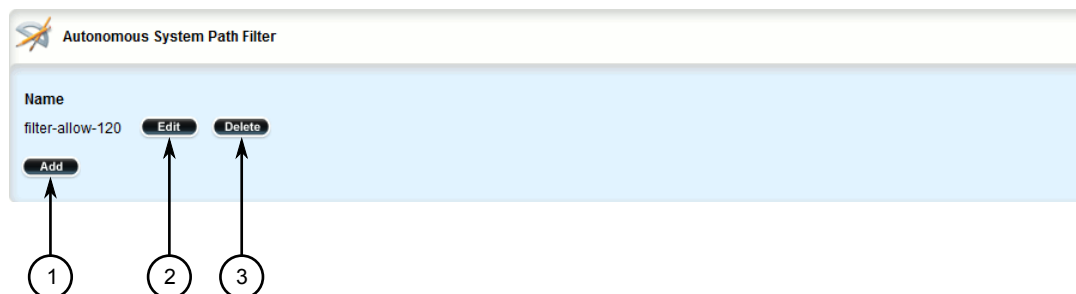 Autonomous System Path Filter
Name
filter-allow-120 Edit Delete
Add
1 2 3